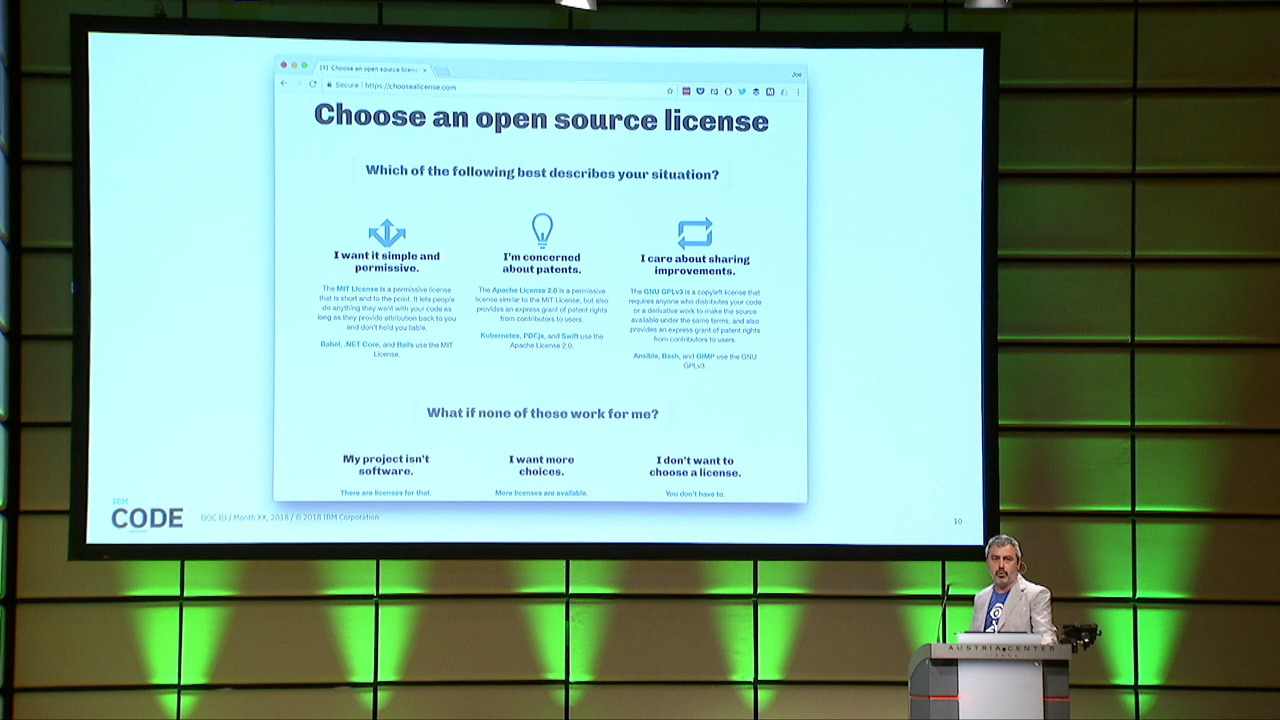 [1] Choose an open source licens
×
Joe
Secure
https://choosealicense.com
Choose an open source license
Which of the following best describes your situation?
I want it simple and
permissive.
The MIT License is a permissive license
that is short and to the point. It lets people
do anything they want with your code as
long as they provide attribution back to you
and don't hold you liable.
Babel, .NET Core, and Rails use the MIT
License.
I'm concerned
about patents.
The Apache License 2.0 is a permissive
license similar to the MIT License, but also
provides an express grant of patent rights
from contributors to users.
Kubernetes, PDF.js, and Swift use the
Apache License 2.0.
I care about sharing
improvements.
The GNU GPLv3 is a copyleft license that
requires anyone who distributes your code
or a derivative work to make the source
available under the same terms, and also
provides an express grant of patent rights
from contributors to users.
Ansible, Bash, and GIMP use the GNU
GPLv3.
What if none of these work for me?
My project isn't
software.
There are licenses for that.
I want more
choices.
More licenses are available.
I don't want to
choose a license.
You don't have to.
IBM
CODE
DOC ID / Month XX, 2018 / © 2018 IBM Corporation
10
AUSTRIA CENTER
VIENNA